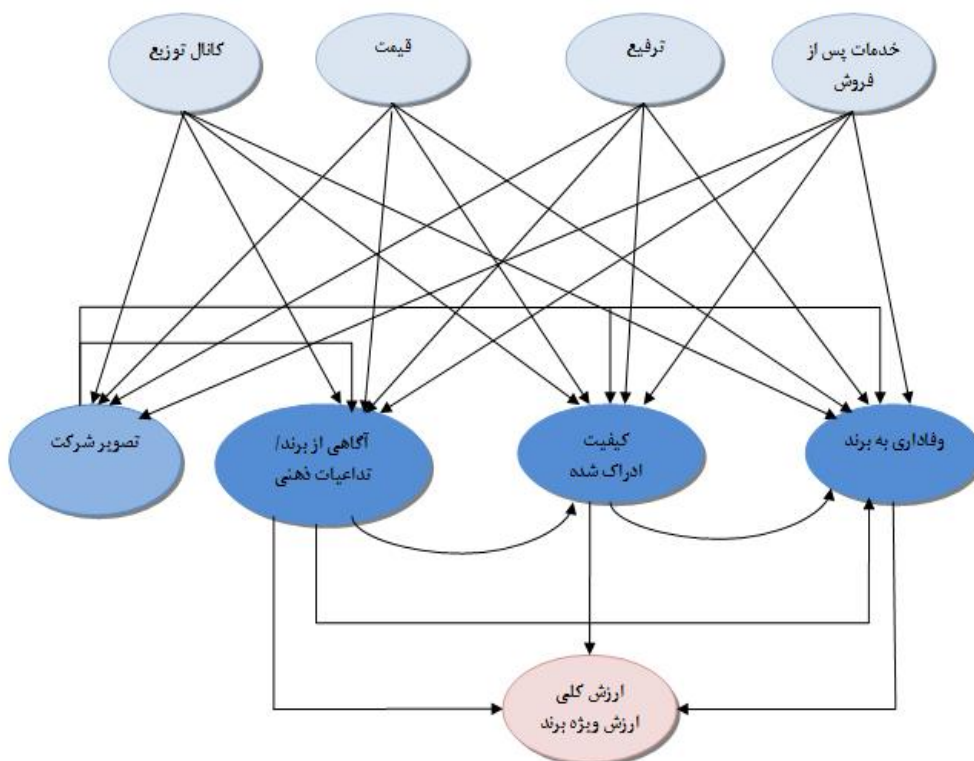 خدمات پس از
فروش
ترفیع
قیمت
کانال توزیع
وفاداری به برند
کیفیت
ادراک شده
آگاهی از برند/
تداعیات ذهنی
تصویر شرکت
ارزش کلی
ارزش ویژه برند